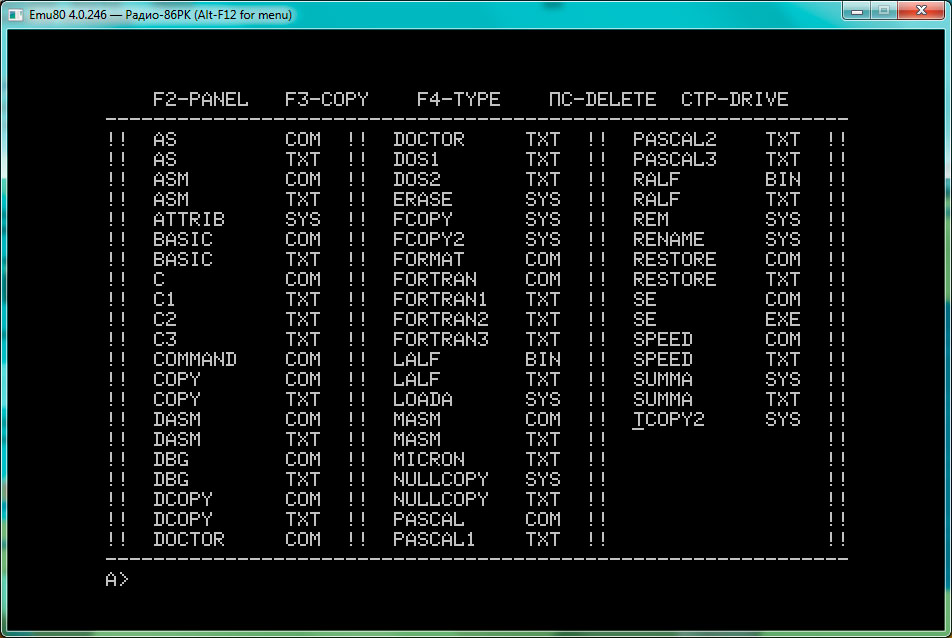 Emu80 4.0.246 — Радио-86РК (Alt-F12 for menu)
F2-PANEL F3-COPY F4-TYPE ПС-DELETE СТР-DRIVE
--------------------------------------------------------------
!! AS COM !! DOCTOR TXT !! PASCAL2 TXT !!
!! AS TXT !! DOS1 TXT !! PASCAL3 TXT !!
!! ASM COM !! DOS2 TXT !! RALF BIN !!
!! ASM TXT !! ERASE SYS !! RALF TXT !!
!! ATTRIB SYS !! FCOPY SYS !! REM SYS !!
!! BASIC COM !! FCOPY2 SYS !! RENAME SYS !!
!! BASIC TXT !! FORMAT COM !! RESTORE COM !!
!! C COM !! FORTRAN COM !! RESTORE TXT !!
!! C1 TXT !! FORTRAN1 TXT !! SE COM !!
!! C2 TXT !! FORTRAN2 TXT !! SE EXE !!
!! C3 TXT !! FORTRAN3 TXT !! SPEED COM !!
!! COMMAND COM !! LALF BIN !! SPEED TXT !!
!! COPY COM !! LALF TXT !! SUMMA SYS !!
!! COPY TXT !! LOADA SYS !! SUMMA TXT !!
!! DASM COM !! MASM COM !! TCOPY2 SYS !!
!! DASM TXT !! MASM TXT !! !!
!! DBG COM !! MICRON TXT !! !!
!! DBG TXT !! NULLCOPY SYS !! !!
!! DCOPY COM !! NULLCOPY TXT !! !!
!! DCOPY TXT !! PASCAL COM !! !!
!! DOCTOR COM !! PASCAL1 TXT !! !!
--------------------------------------------------------------
A>